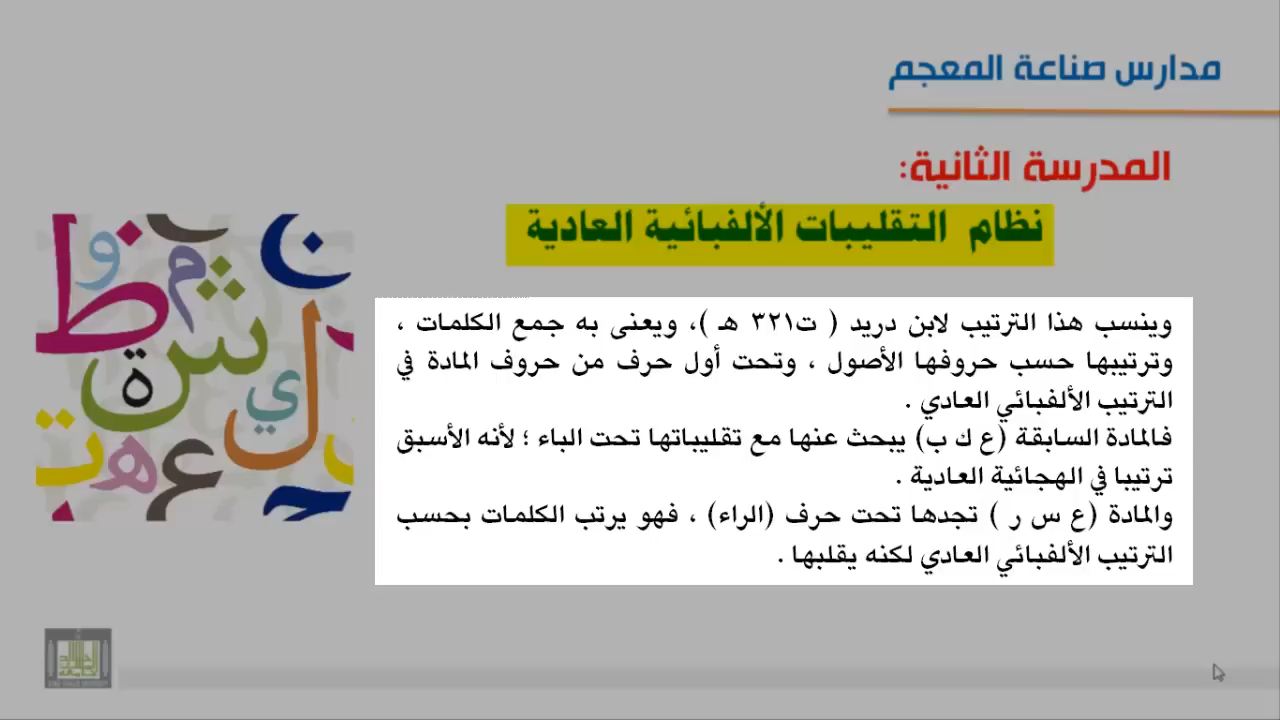 مدارس صناعة المعجم
المدرسة الثانية:
نظام التقليبات الألفبائية العادية
وينسب هذا الترتيب لابن دريد ( ت٣٢١ هـ )، ويعنى به جمع الكلمات ،
وترتيبها حسب حروفها الأصول ، وتحت أول حرف من حروف المادة في
الترتيب الألفبائي العادي .
فالمادة السابقة (ع ك ب) يبحث عنها مع تقليباتها تحت الباء ؛ لأنه الأسبق
ترتيبا في الهجائية العادية .
والمادة (ع س ر ) تجدها تحت حرف (الراء) ، فهو يرتب الكلمات بحسب
الترتيب الألفبائي العادي لكنه يقلبها .